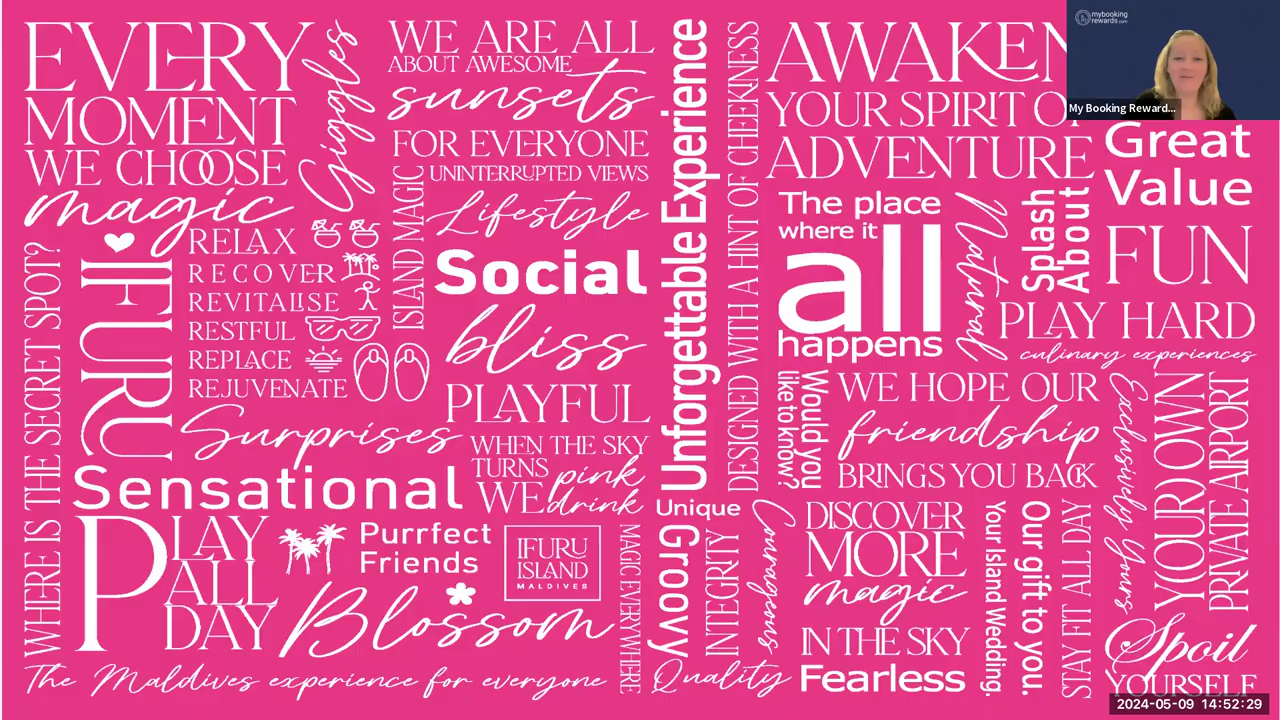 EVERY
MOMENT
WE CHOOSE
magic
Giggles
WHERE IS THE SECRET SPOT?
IFURU
RELAX
RECOVER
REVITALISE
RESTFUL
REPLACE
REJUVENATE
Surprises
Sensational
PLAY
ALL
DAY
Purrfect
Friends
Blossom
IFURU
ISLAND
MALDIVES
The Maldives experience for everyone
WE ARE ALL
ABOUT AWESOME
sunsets
FOR EVERYONE
UNINTERRUPTED VIEWS
ISLAND MAGIC
Lifestyle
Social
bliss
PLAYFUL
WHEN THE SKY
TURNS pink
WE drink
MAGIC EVERYWHERE
Unforgettable Experience
DESIGNED WITH A HINT OF CHEEKINESS
Unique
Groovy
INTEGRITY
Courageous
Quality
AWAKEN
YOUR SPIRIT O
ADVENTURE
The place
where it
all
happens
Natural
Splash
About
Great
Value
FUN
PLAY HARD
culinary experiences
Would you
like to know?
WE HOPE OUR
friendship
BRINGS YOU BACK
Exclusively Yours
YOUR OWN
PRIVATE AIRPORT
DISCOVER
MORE
magic
IN THE SKY
Fearless
Your Island Wedding.
Our gift to you.
STAY FIT ALL DAY
Spoil
YOURSELF
mybooking
rewards.com
My Booking Reward...
2024-05-09 14:52:29